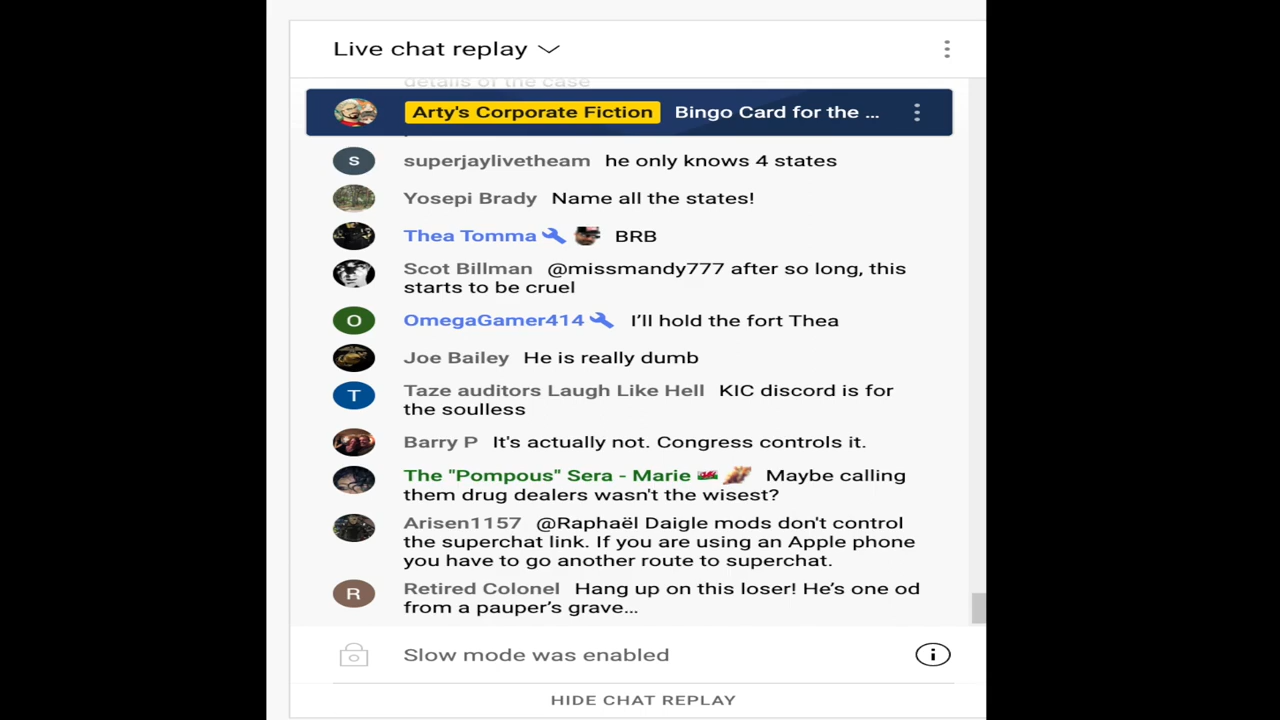 Live chat replay
details of the case
Arty's Corporate Fiction Bingo Card for the ...
S superjaylivetheam he only knows 4 states
Yosepi Brady Name all the states!
Thea Tomma BRB
Scot Billman @missmandy777 after so long, this
starts to be cruel
O OmegaGamer414 I’ll hold the fort Thea
Joe Bailey He is really dumb
T Taze auditors Laugh Like Hell KIC discord is for
the soulless
Barry P It's actually not. Congress controls it.
The "Pompous" Sera - Marie Maybe calling
them drug dealers wasn't the wisest?
Arisen1157 @Raphaël Daigle mods don't control
the superchat link. If you are using an Apple phone
you have to go another route to superchat.
R Retired Colonel Hang up on this loser! He’s one od
from a pauper’s grave...
Slow mode was enabled
HIDE CHAT REPLAY